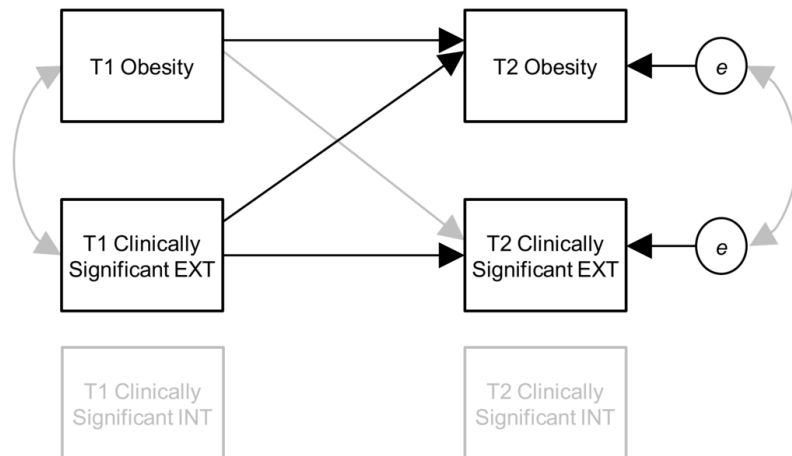 T1 Obesity
T2 Obesity
e
T1 Clinically
Significant EXT
T2 Clinically
Significant EXT
e
T1 Clinically
Significant INT
T2 Clinically
Significant INT